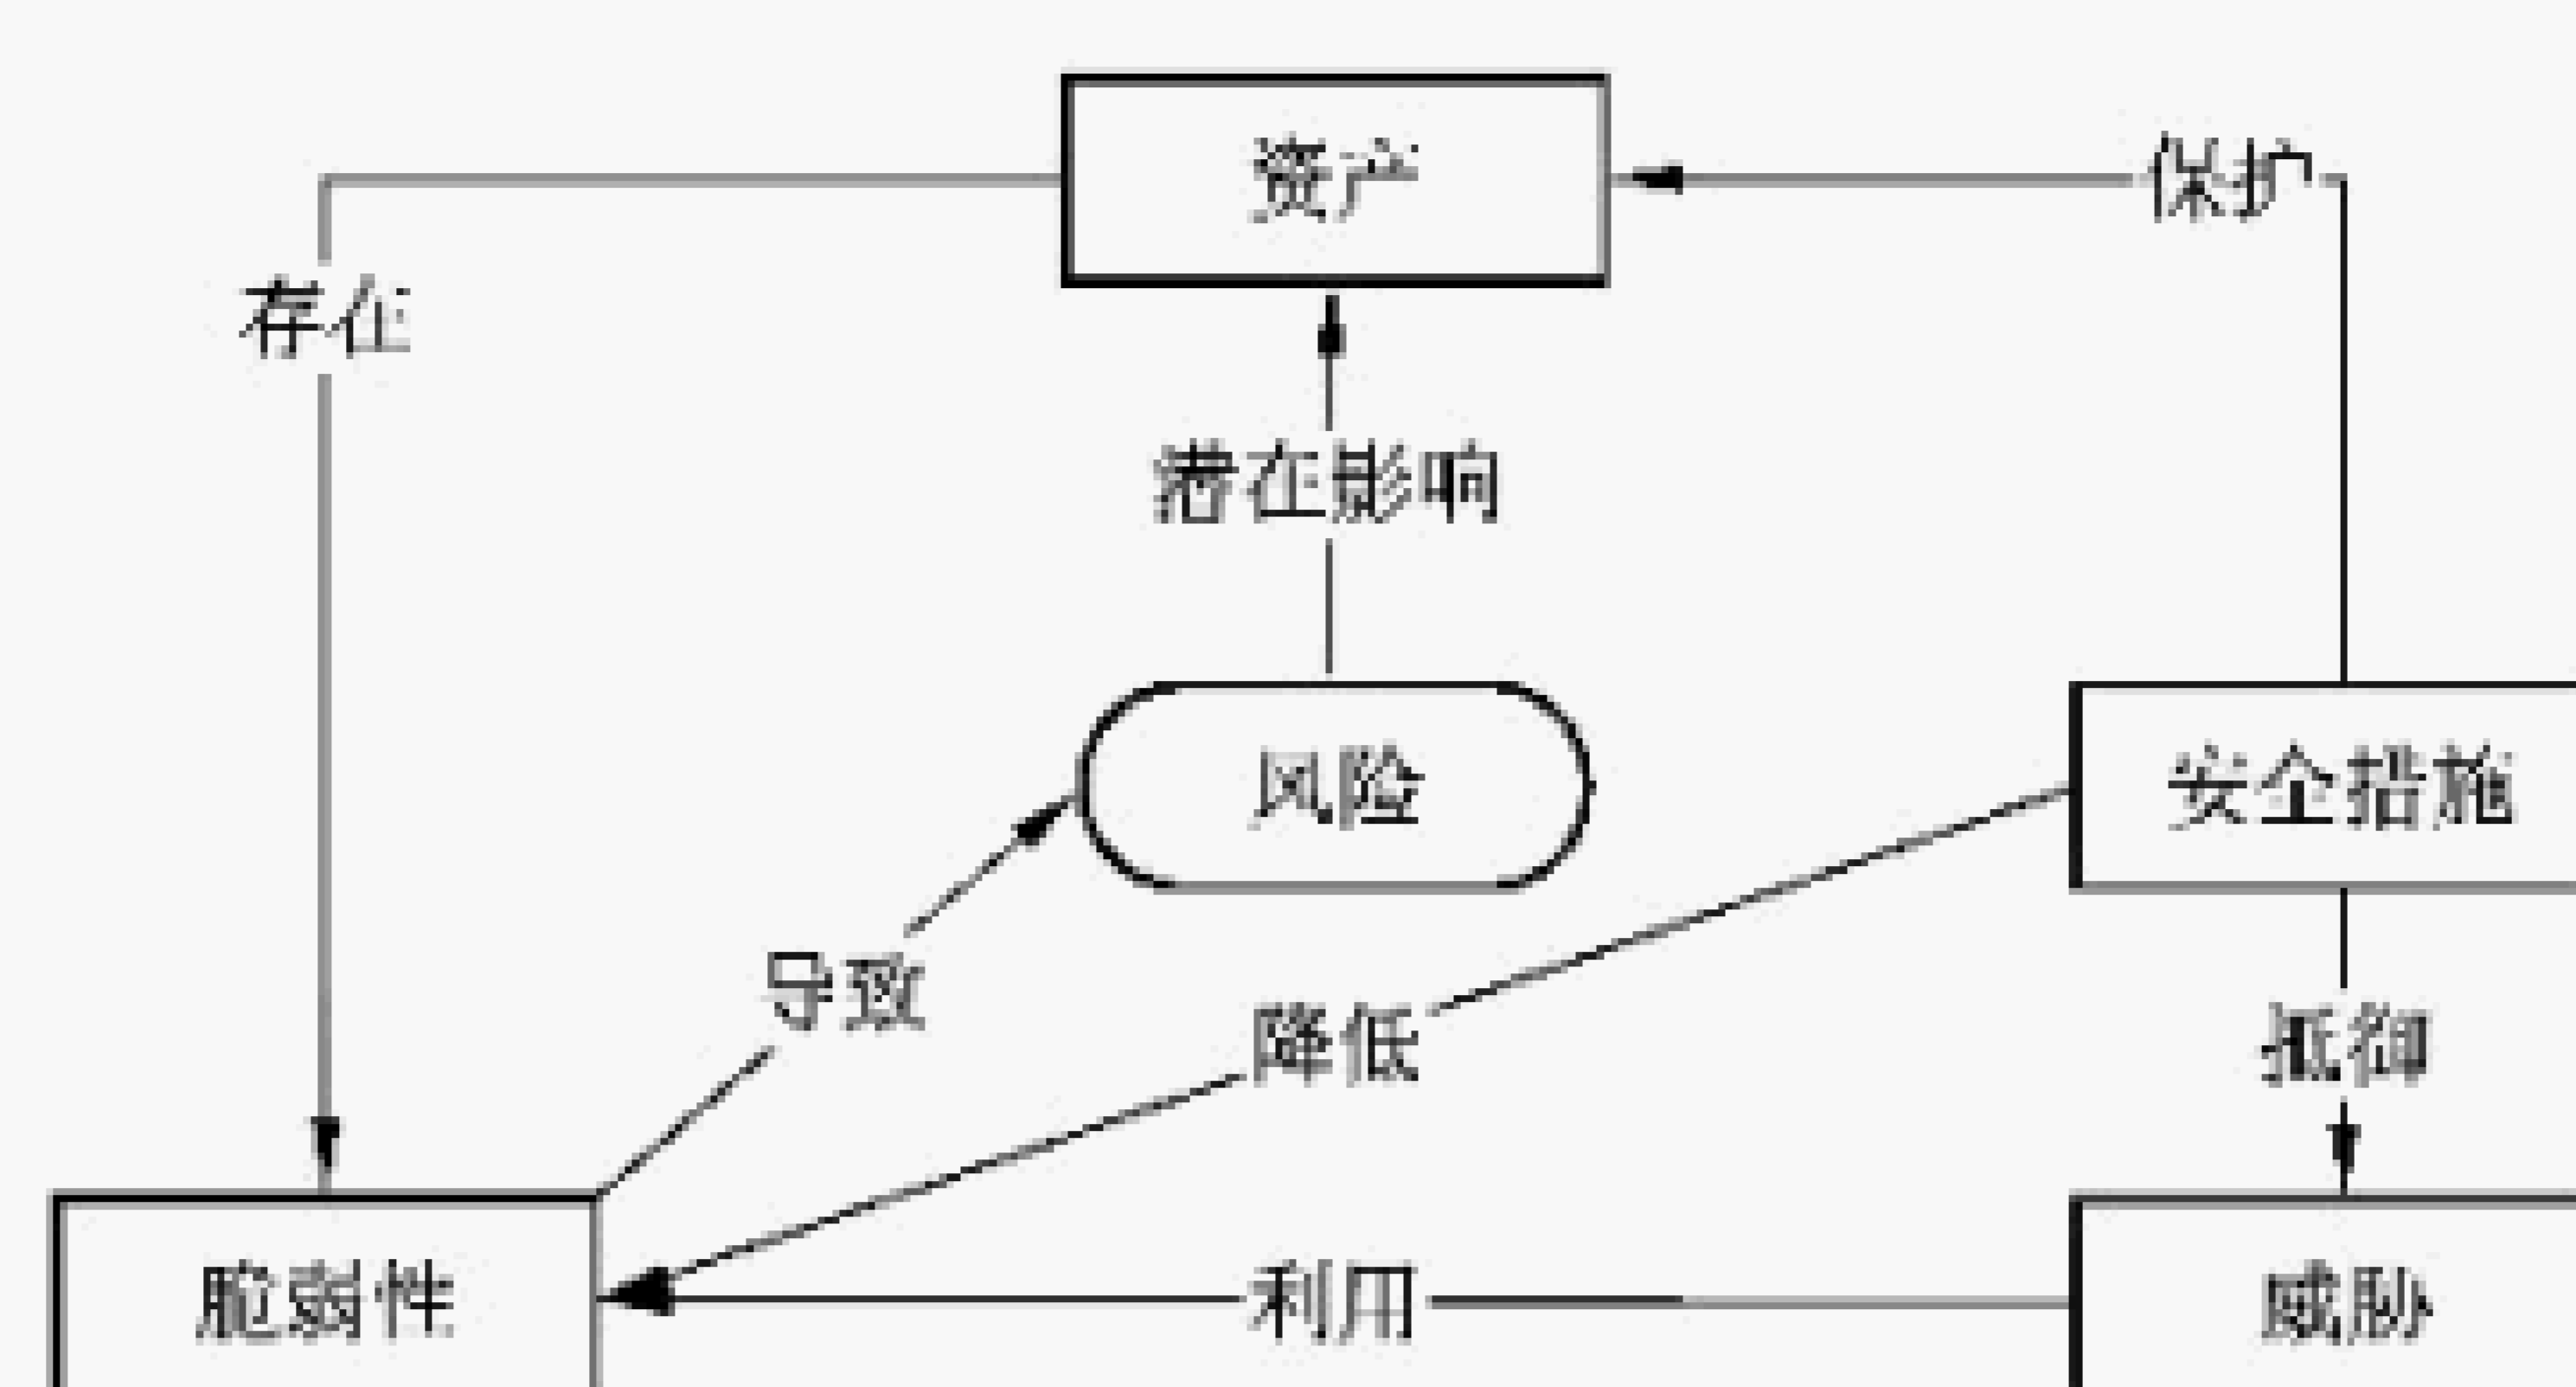 资产
保护
存在
潜在影响
风险
安全措施
导致
降低
抵御
脆弱性
利用
威胁